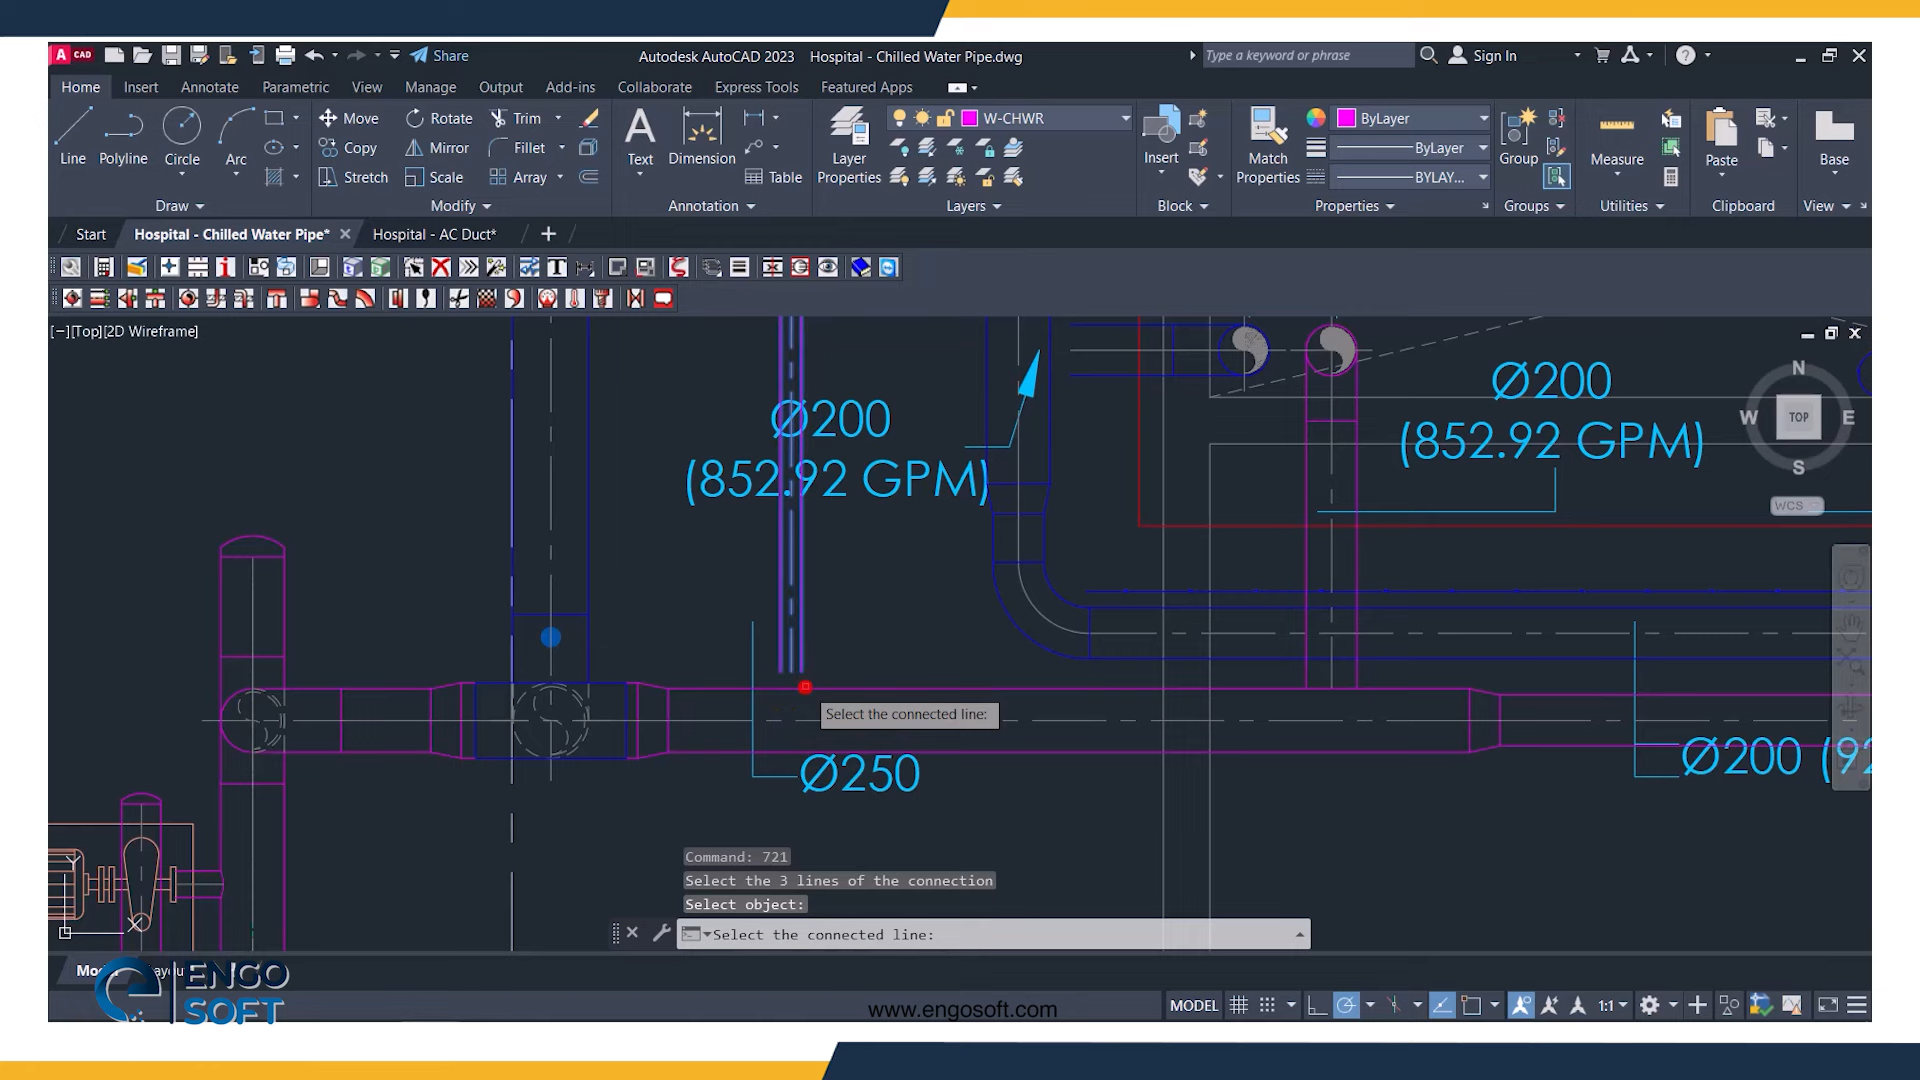 A CAD
Share
Autodesk AutoCAD 2023 Hospital - Chilled Water Pipe.dwg
Type a keyword or phrase
Sign In
Home Insert Annotate Parametric View Manage Output Add-ins Collaborate Express Tools Featured Apps
Line Polyline Circle Arc
Move Rotate Trim
Copy Mirror Fillet
Stretch Scale Array
Text Dimension Table
Layer Properties
W-CHWR
Insert
Match Properties
ByLayer
ByLayer
BYLAY...
Group
Measure
Paste
Base
Draw Modify Annotation Layers Block Properties Groups Utilities Clipboard View
Start Hospital - Chilled Water Pipe* Hospital - AC Duct*
[−][Top][2D Wireframe]
Ø200
(852.92 GPM)
Ø200
(852.92 GPM)
N
W TOP E
S
WCS
Select the connected line:
Ø250
Ø200 (92
Y
X
Command: 721
Select the 3 lines of the connection
Select object:
Select the connected line:
ENGO
SOFT
www.engosoft.com
MODEL
1:1